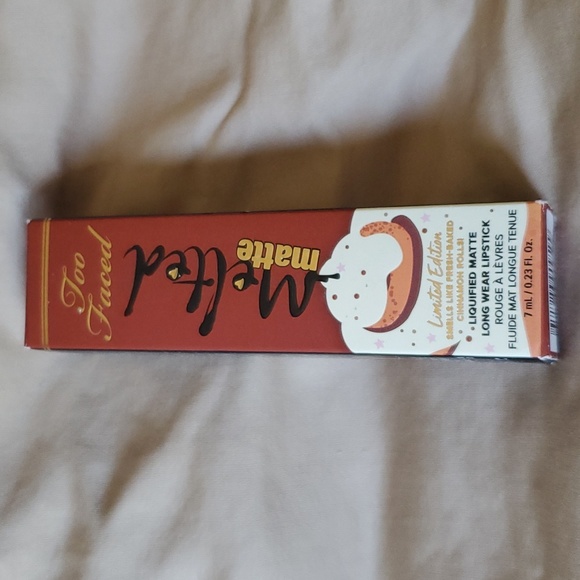 Too
Faced
Melted
matte
Limited Edition
SMELLS LIKE FRESH-BAKED
CINNAMON ROLLS!
LIQUIFIED MATTE
LONG WEAR LIPSTICK
ROUGE À LÈVRES
FLUIDE MAT LONGUE TENUE
7 mL / 0.23 Fl. Oz.